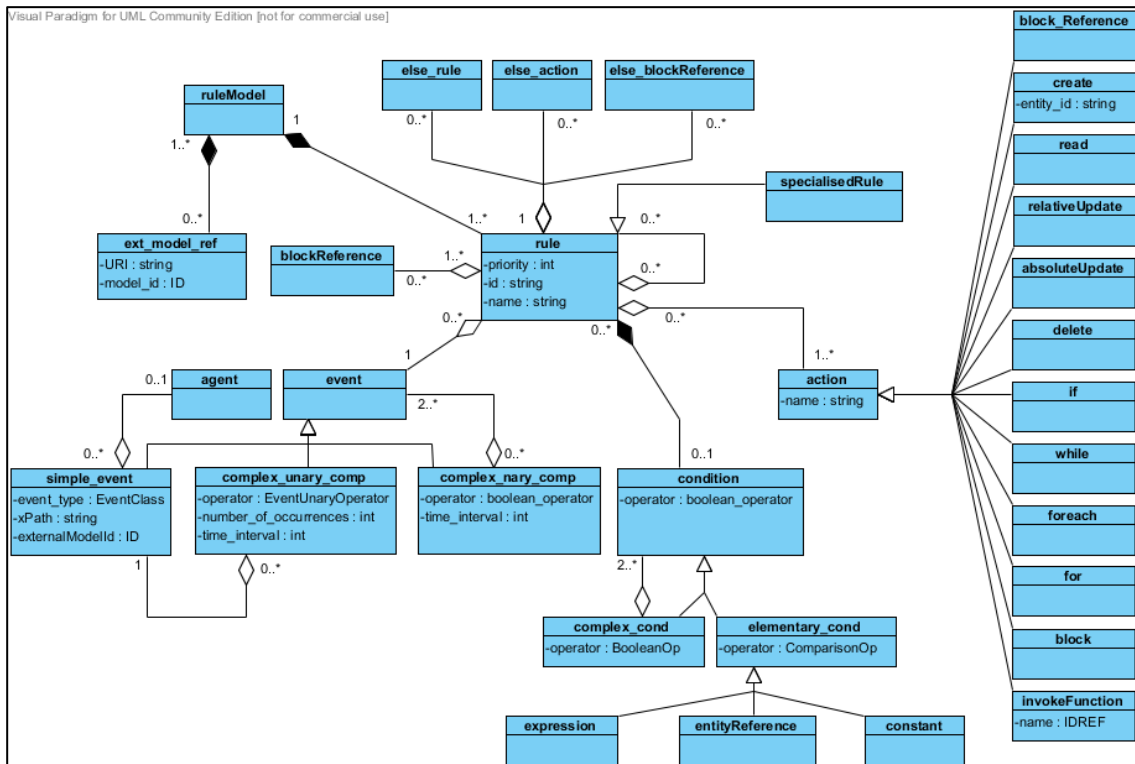 Visual Paradigm for UML Community Edition [not for commercial use]
block_Reference
else_rule
else_action
else_blockReference
create
-entity_id : string
ruleModel
1
0..*
0..*
0..*
1..*
read
specialisedRule
relativeUpdate
0..*
1..*
1
0..*
ext_model_ref
-URI : string
-model_id : ID
blockReference
1..*
0..*
rule
-priority : int
-id : string
-name : string
0..*
0..*
absoluteUpdate
0..*
0..*
delete
1
1..*
0..1
agent
event
action
-name : string
if
2..*
while
0..*
0..*
0..1
simple_event
-event_type : EventClass
-xPath : string
-externalModelId : ID
complex_unary_comp
-operator : EventUnaryOperator
-number_of_occurrences : int
-time_interval : int
complex_nary_comp
-operator : boolean_operator
-time_interval : int
condition
-operator : boolean_operator
foreach
1
0..*
2..*
for
complex_cond
-operator : BooleanOp
elementary_cond
-operator : ComparisonOp
block
invokeFunction
-name : IDREF
expression
entityReference
constant